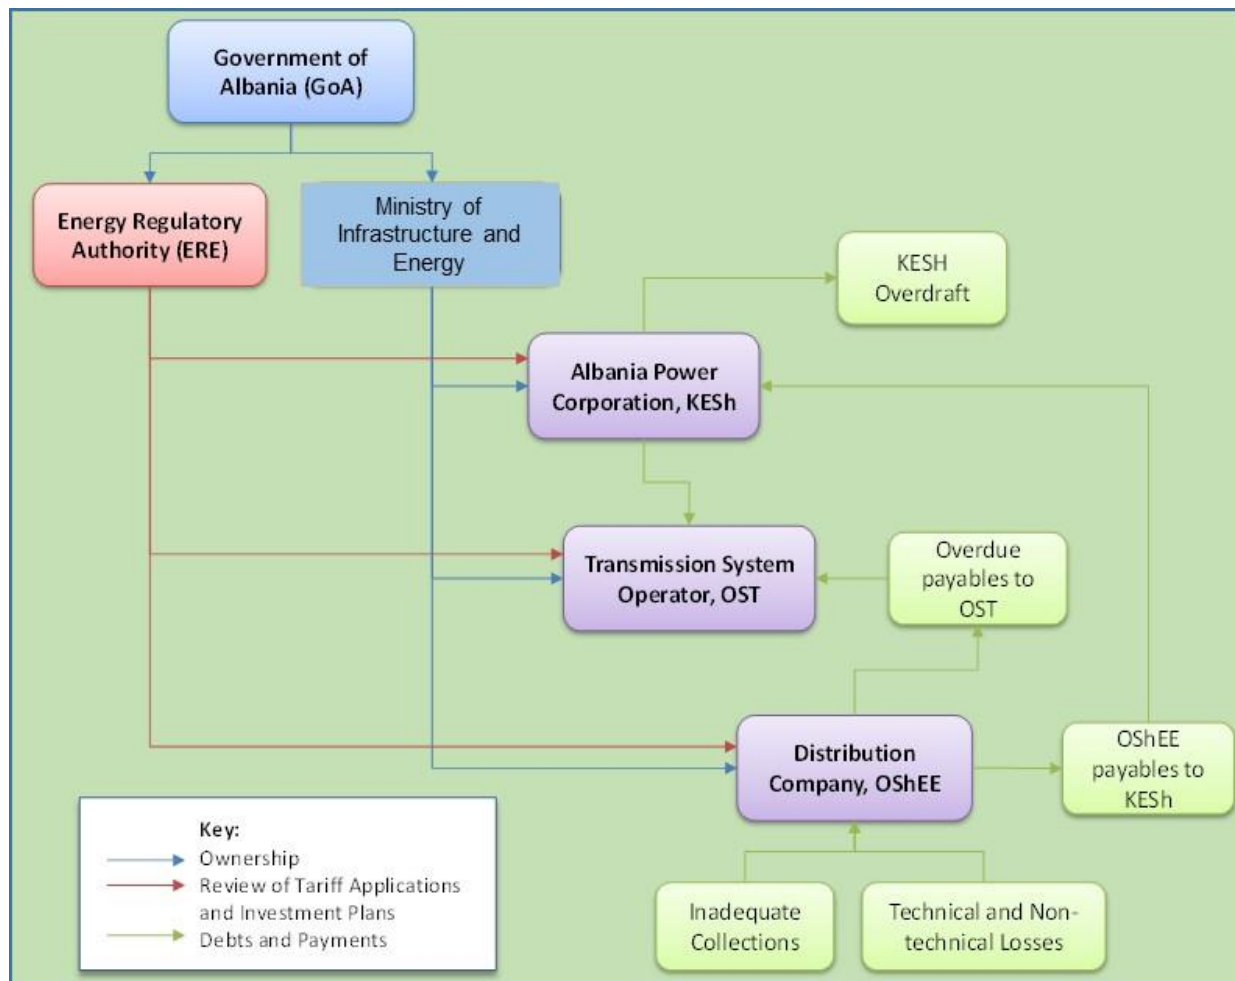 Government of
Albania (GoA)
Energy Regulatory
Authority (ERE)
Ministry of
Infrastructure and
Energy
KESH
Overdraft
Albania Power
Corporation, KESh
Transmission System
Operator, OST
Overdue
payables to
OST
Distribution
Company, OShEE
OShEE
payables to
KESh
Key:
Ownership
Review of Tariff Applications
and Investment Plans
Debts and Payments
Inadequate
Collections
Technical and Non-
technical Losses